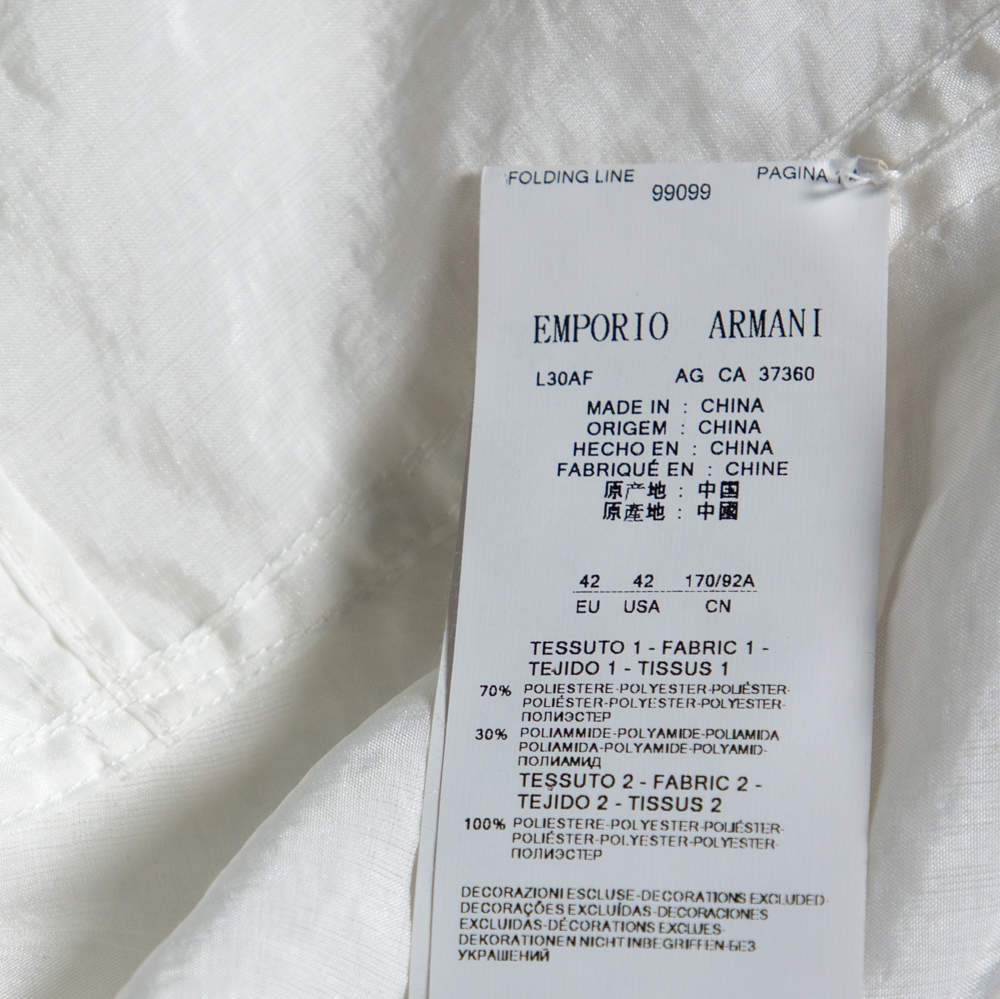 FOLDING LINE
99099
PAGINA
EMPORIO ARMANI
L30AF AG CA 37360
MADE IN : CHINA
ORIGEM : CHINA
HECHO EN : CHINA
FABRIQUÉ EN : CHINE
原产地 : 中国
原產地 : 中國
42 42 170/92A
EU USA CN
TESSUTO 1 - FABRIC 1 -
TEJIDO 1 - TISSUS 1
70% POLIESTERE-POLYESTER-POLIÉSTER-
POLIÉSTER-POLYESTER-POLYESTER-
ПОЛИЭСТЕР
30% POLIAMMIDE-POLYAMIDE-POLIAMIDA
POLIAMIDA-POLYAMIDE-POLYAMID-
ПОЛИАМИД
TESSUTO 2 - FABRIC 2 -
TEJIDO 2 - TISSUS 2
100% POLIESTERE-POLYESTER-POLIÉSTER-
POLIÉSTER-POLYESTER-POLYESTER-
ПОЛИЭСТЕР
DECORAZIONI ESCLUSE-DECORATIONS EXCLUDED-
DECORAÇÕES EXCLUÍDAS-DECORACIONES
EXCLUIDAS-DÉCORATIONS EXCLUES-
DEKORATIONEN NICHT INBEGRIFFEN-БЕЗ
УКРАШЕНИЙ